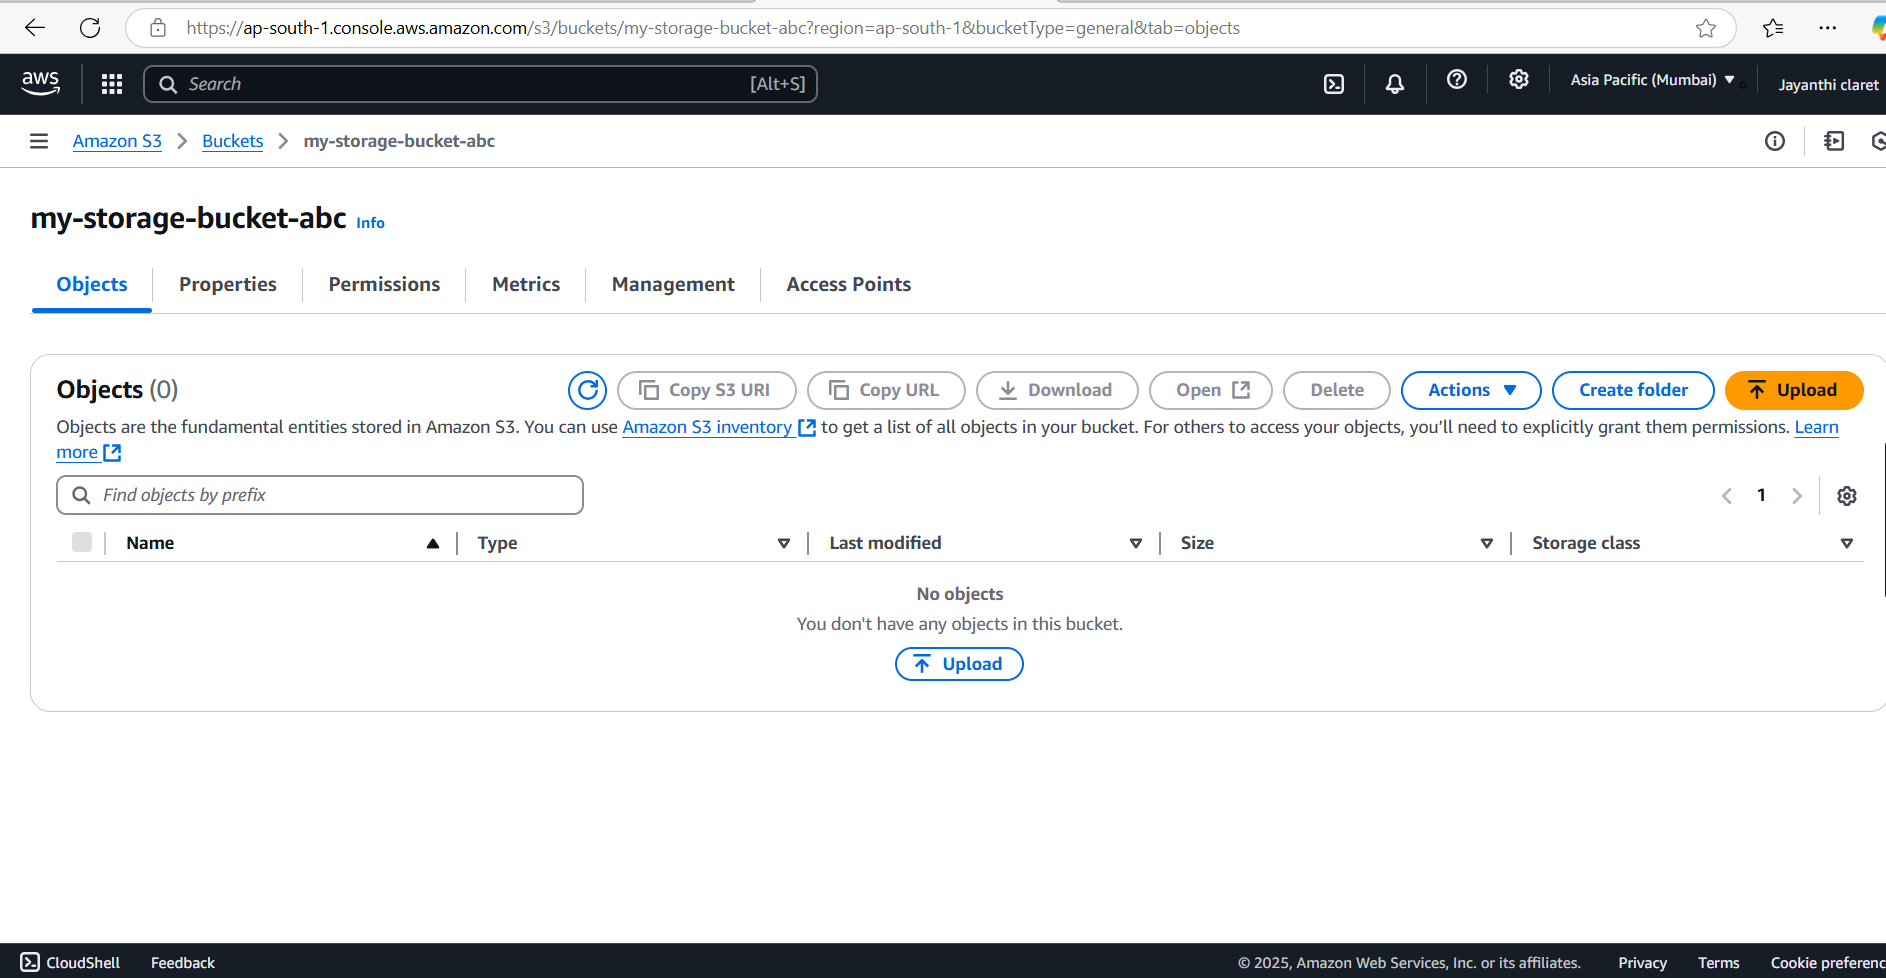 https://ap-south-1.console.aws.amazon.com/s3/buckets/my-storage-bucket-abc?region=ap-south-1&bucketType=general&tab=objects
aws Search [Alt+S] Asia Pacific (Mumbai) Jayanthi claret
Amazon S3 Buckets my-storage-bucket-abc
my-storage-bucket-abc Info
Objects Properties Permissions Metrics Management Access Points
Objects (0) Copy S3 URI Copy URL Download Open Delete Actions Create folder Upload
Objects are the fundamental entities stored in Amazon S3. You can use Amazon S3 inventory to get a list of all objects in your bucket. For others to access your objects, you’ll need to explicitly grant them permissions. Learn
more
Find objects by prefix 1
Name Type Last modified Size Storage class
No objects
You don't have any objects in this bucket.
Upload
CloudShell Feedback © 2025, Amazon Web Services, Inc. or its affiliates. Privacy Terms Cookie preferenc